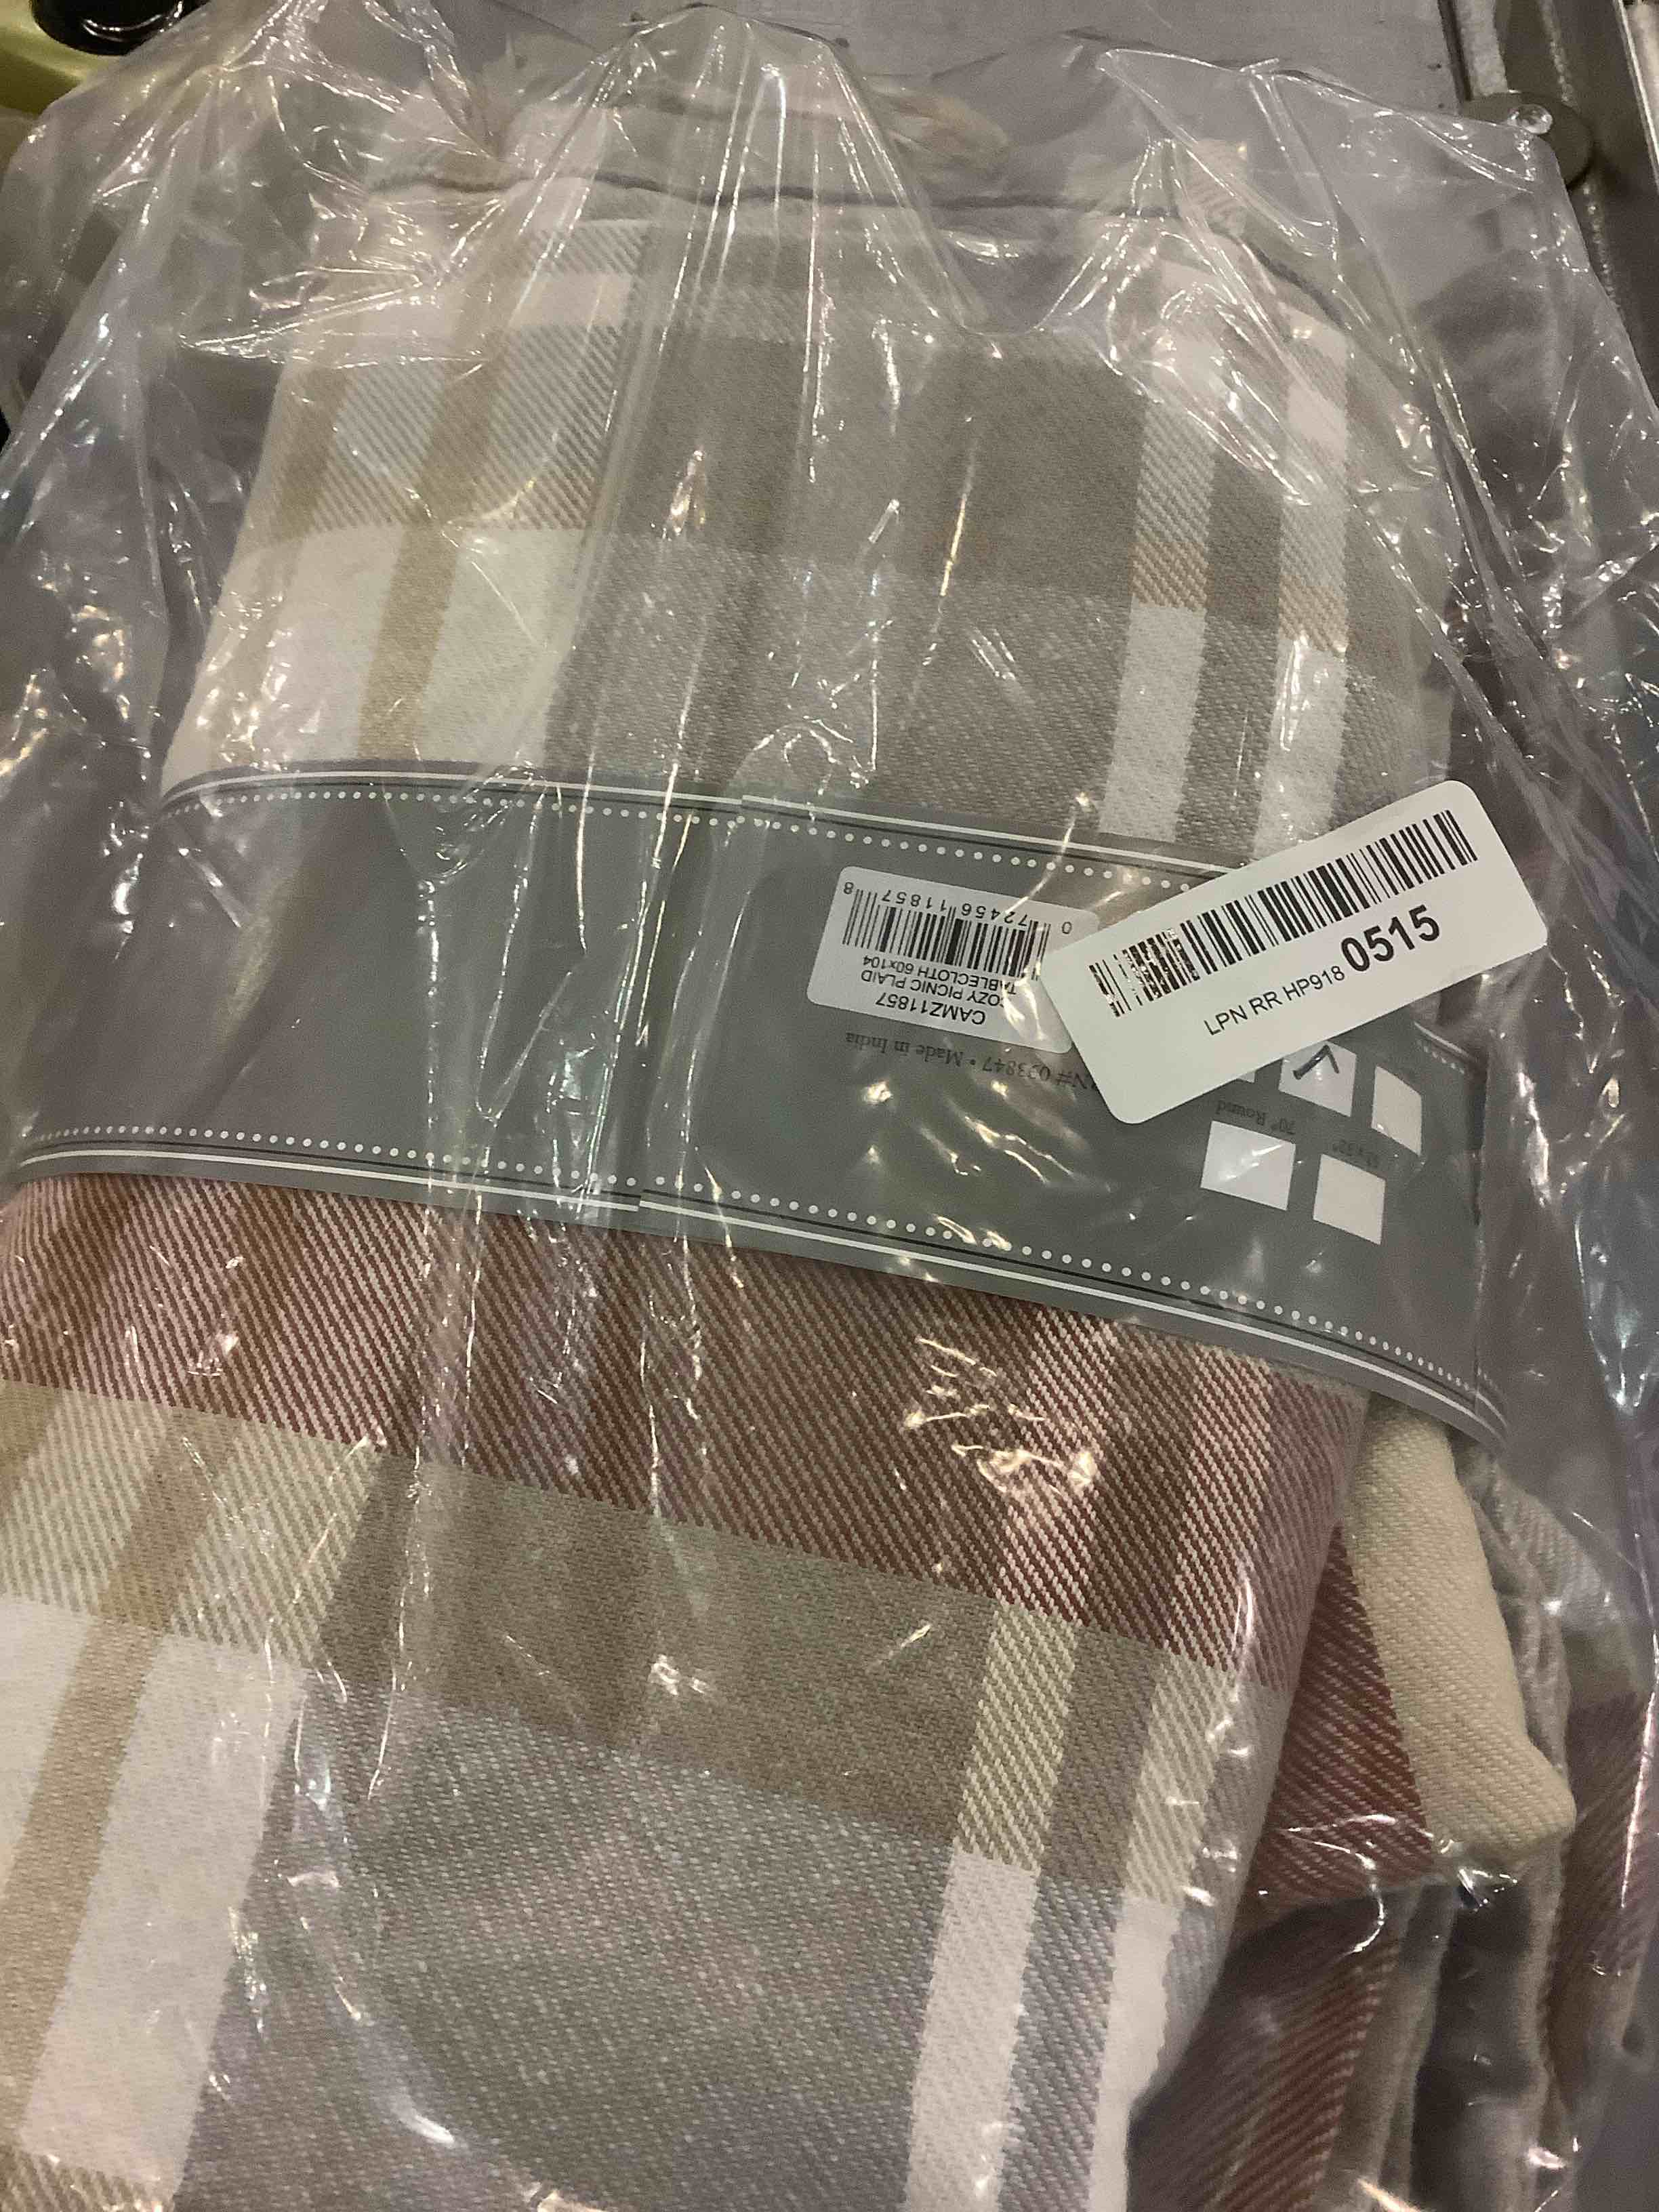 LPN RR HP918 0515
CAMZ11857
COZY PICNIC PLAID
TABLECLOTH 60x104
0 72456 11857 8
023847 • Made in India
70" Round